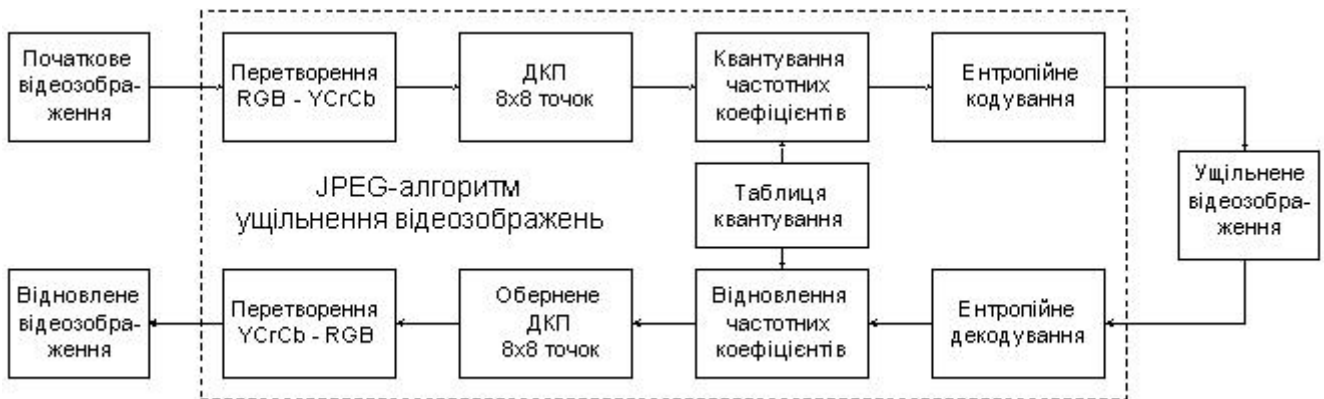 Початкове
відеозобра-
ження
Перетворення
RGB - YCrCb
ДКП
8x8 точок
Квантування
частотних
коефіцієнтів
Ентропійне
кодування
Ущільнене
відеозобра-
ження
JPEG-алгоритм
ущільнення відеозображень
Таблиця
квантування
Відновлене
відеозобра-
ження
Перетворення
YCrCb - RGB
Обернене
ДКП
8x8 точок
Відновлення
частотних
коефіцієнтів
Ентропійне
декодування